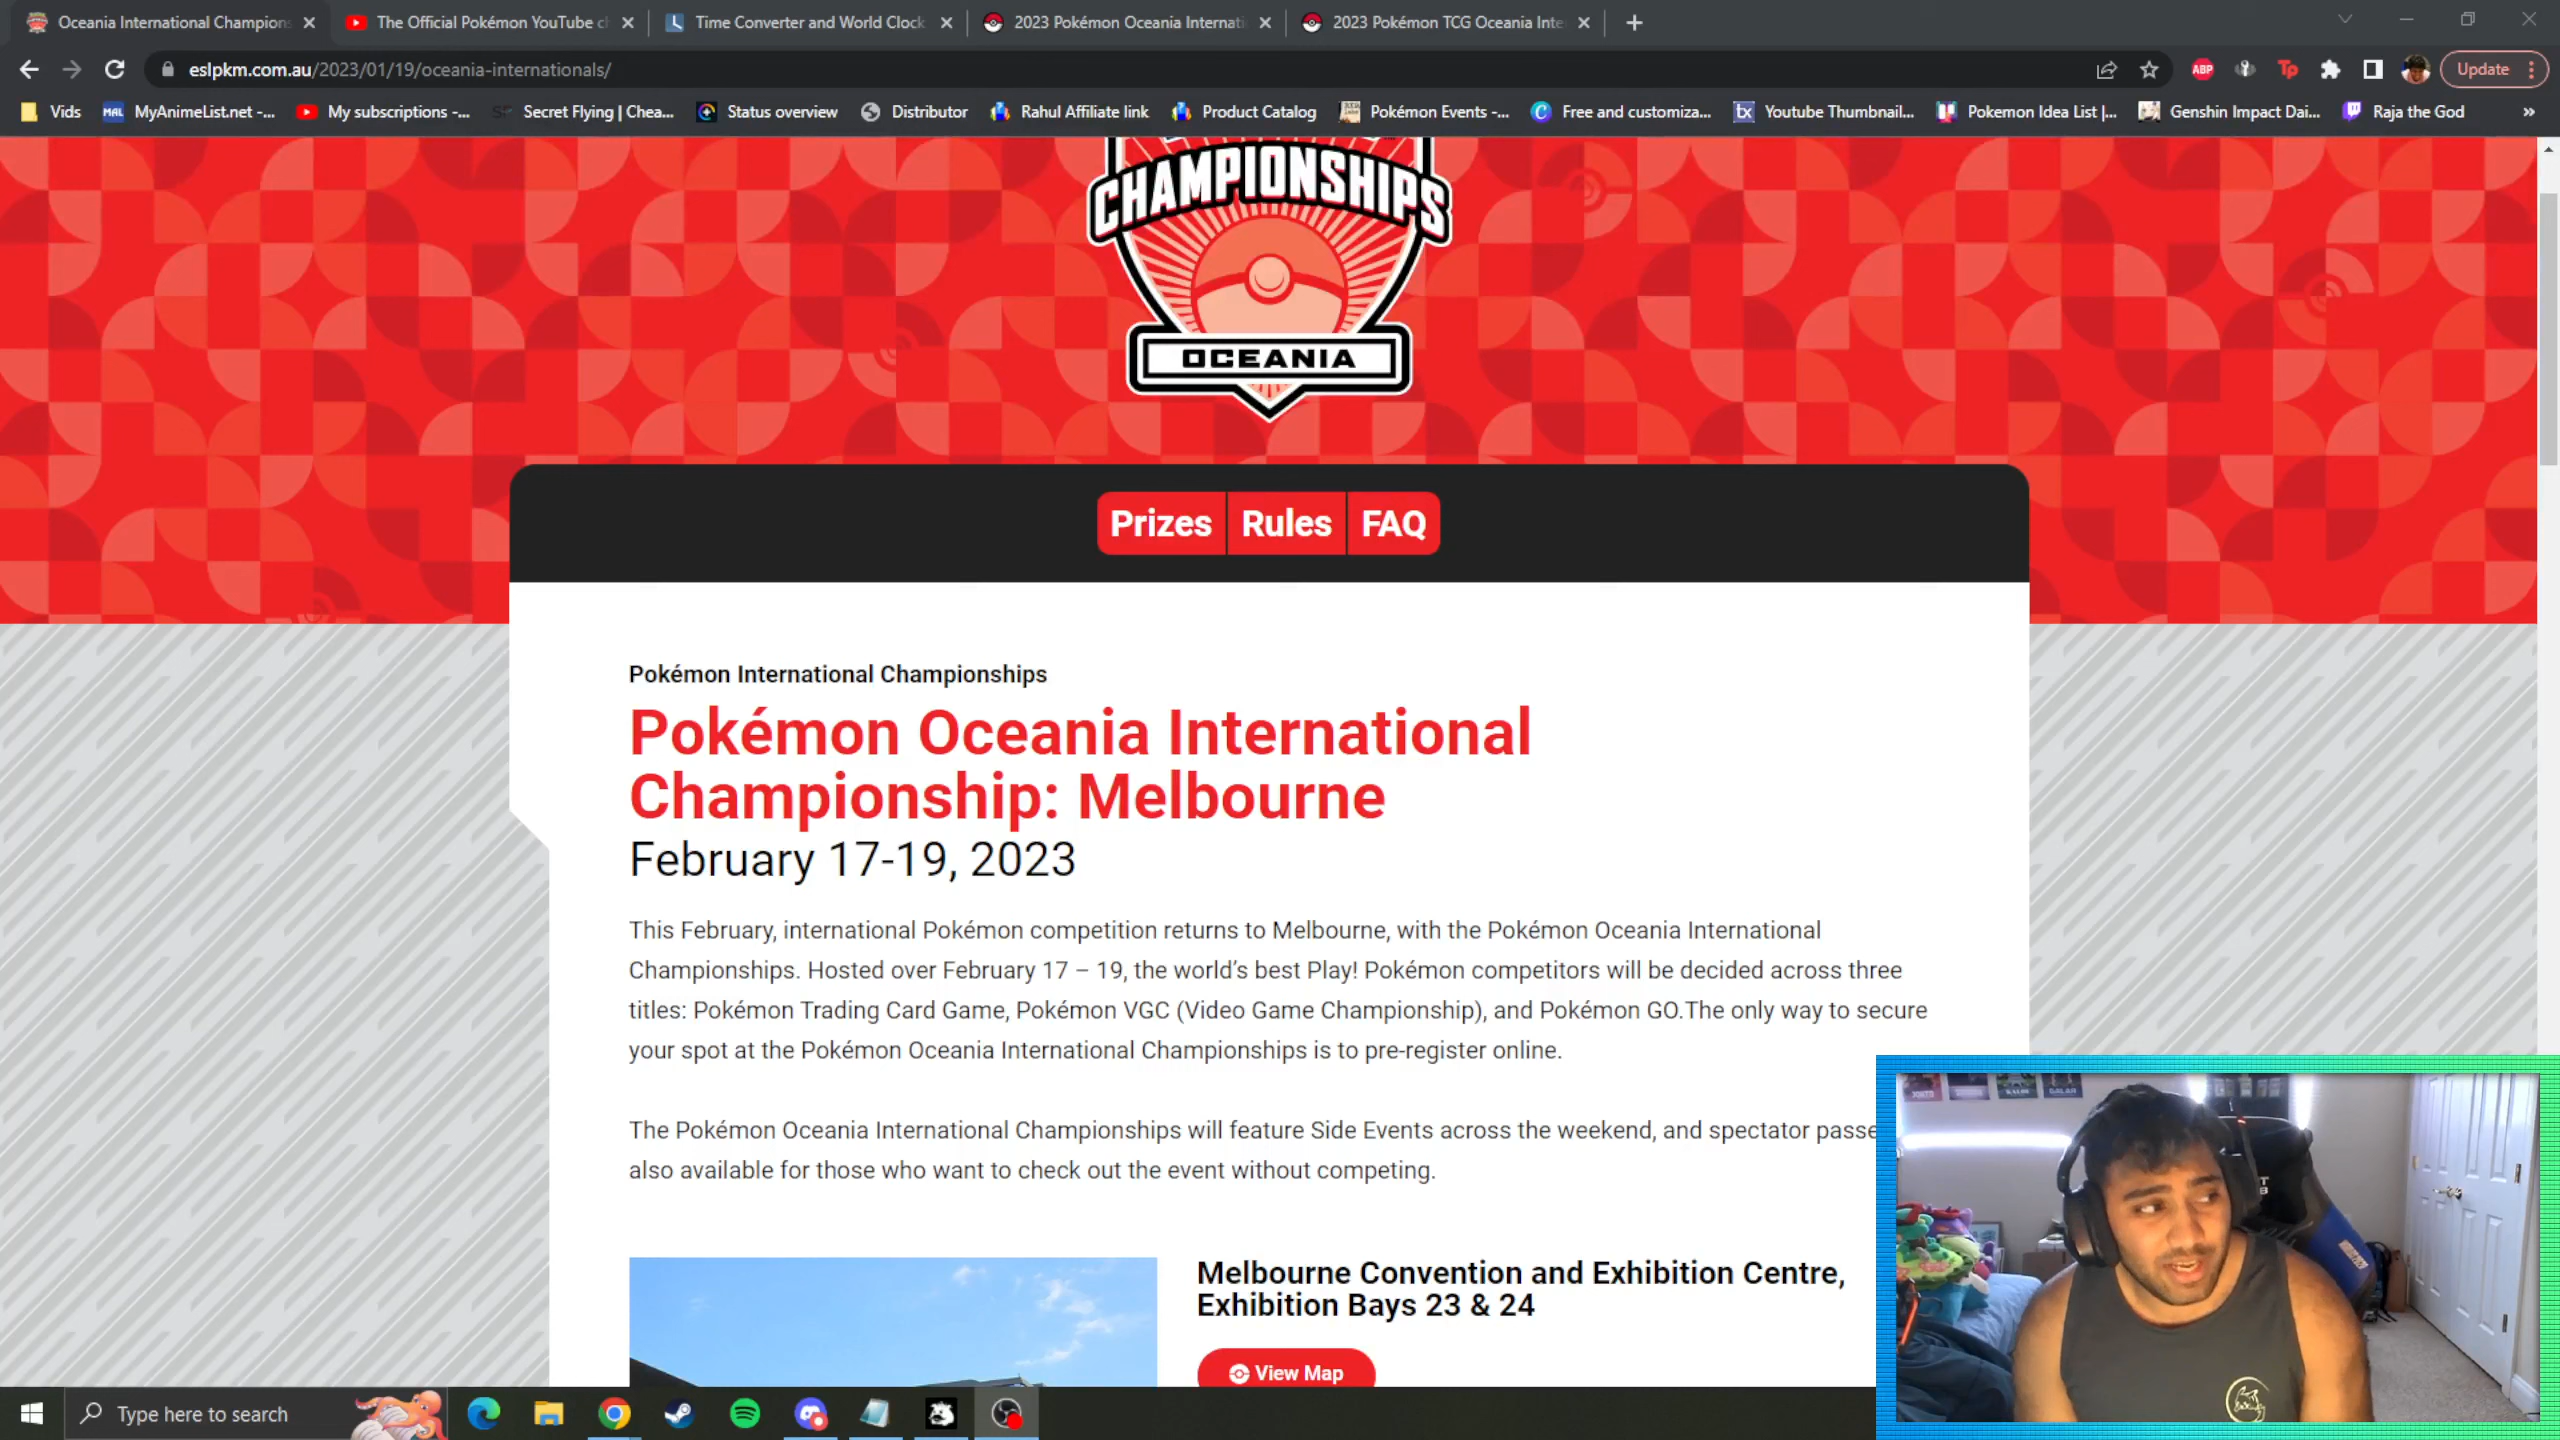 Oceania International Champions
The Official Pokémon YouTube ch
Time Converter and World Clock
2023 Pokémon Oceania Internati
2023 Pokémon TCG Oceania Inte
eslpkm.com.au/2023/01/19/oceania-internationals/
ABP
Tp
Update
Vids
MAL
MyAnimeList.net -...
My subscriptions -...
Secret Flying | Chea...
Status overview
Distributor
Rahul Affiliate link
Product Catalog
Pokémon Events -...
Free and customiza...
tx
Youtube Thumbnail...
Pokemon Idea List |...
Genshin Impact Dai...
Raja the God
»
CHAMPIONSHIPS
OCEANIA
Prizes
Rules
FAQ
Pokémon International Championships
Pokémon Oceania International
Championship: Melbourne
February 17-19, 2023
This February, international Pokémon competition returns to Melbourne, with the Pokémon Oceania International
Championships. Hosted over February 17 – 19, the world's best Play! Pokémon competitors will be decided across three
titles: Pokémon Trading Card Game, Pokémon VGC (Video Game Championship), and Pokémon GO.The only way to secure
your spot at the Pokémon Oceania International Championships is to pre-register online.
The Pokémon Oceania International Championships will feature Side Events across the weekend, and spectator passe
also available for those who want to check out the event without competing.
Melbourne Convention and Exhibition Centre,
Exhibition Bays 23 & 24
View Map
JOHTO
GALAR
Type here to search